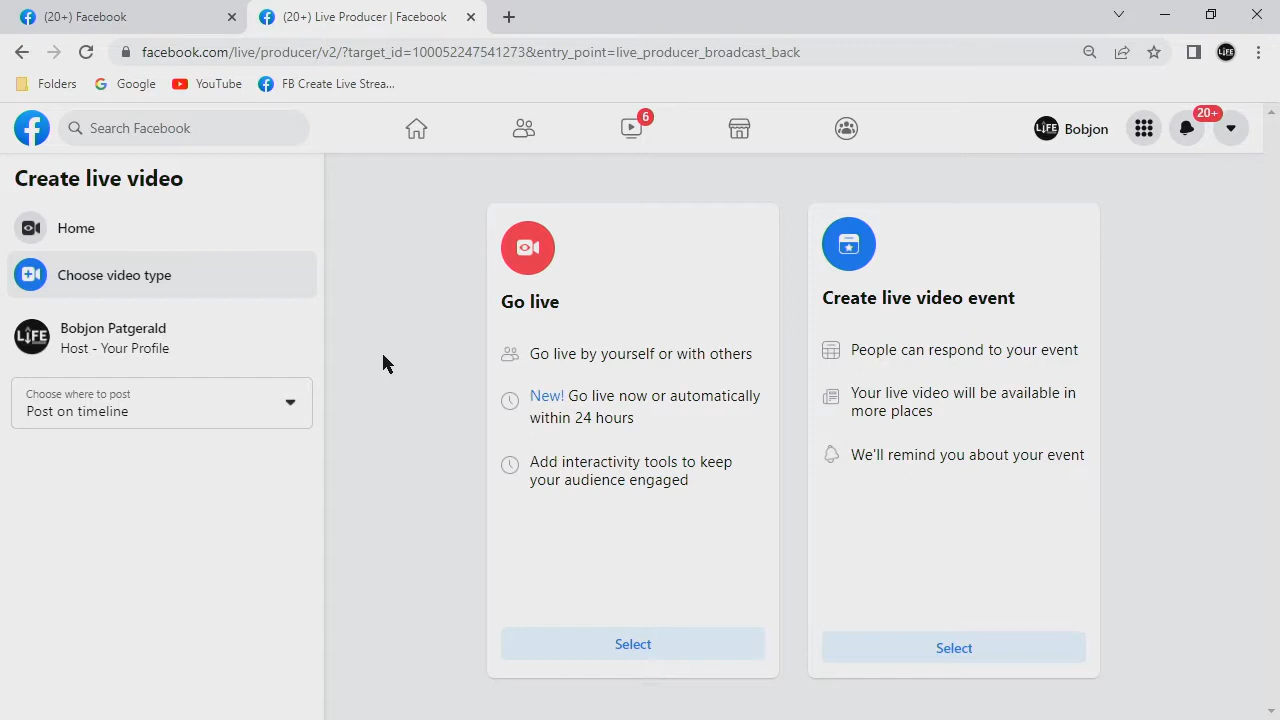 (20+) Facebook
(20+) Live Producer | Facebook
facebook.com/live/producer/v2/?target_id=100052247541273&entry_point=live_producer_broadcast_back
Folders
Google
YouTube
FB Create Live Strea...
Search Facebook
6
LIFE
Bobjon
20+
Create live video
Home
Choose video type
LIFE
Bobjon Patgerald
Host - Your Profile
Choose where to post
Post on timeline
Go live
Go live by yourself or with others
New! Go live now or automatically
within 24 hours
Add interactivity tools to keep
your audience engaged
Select
Create live video event
People can respond to your event
Your live video will be available in
more places
We'll remind you about your event
Select